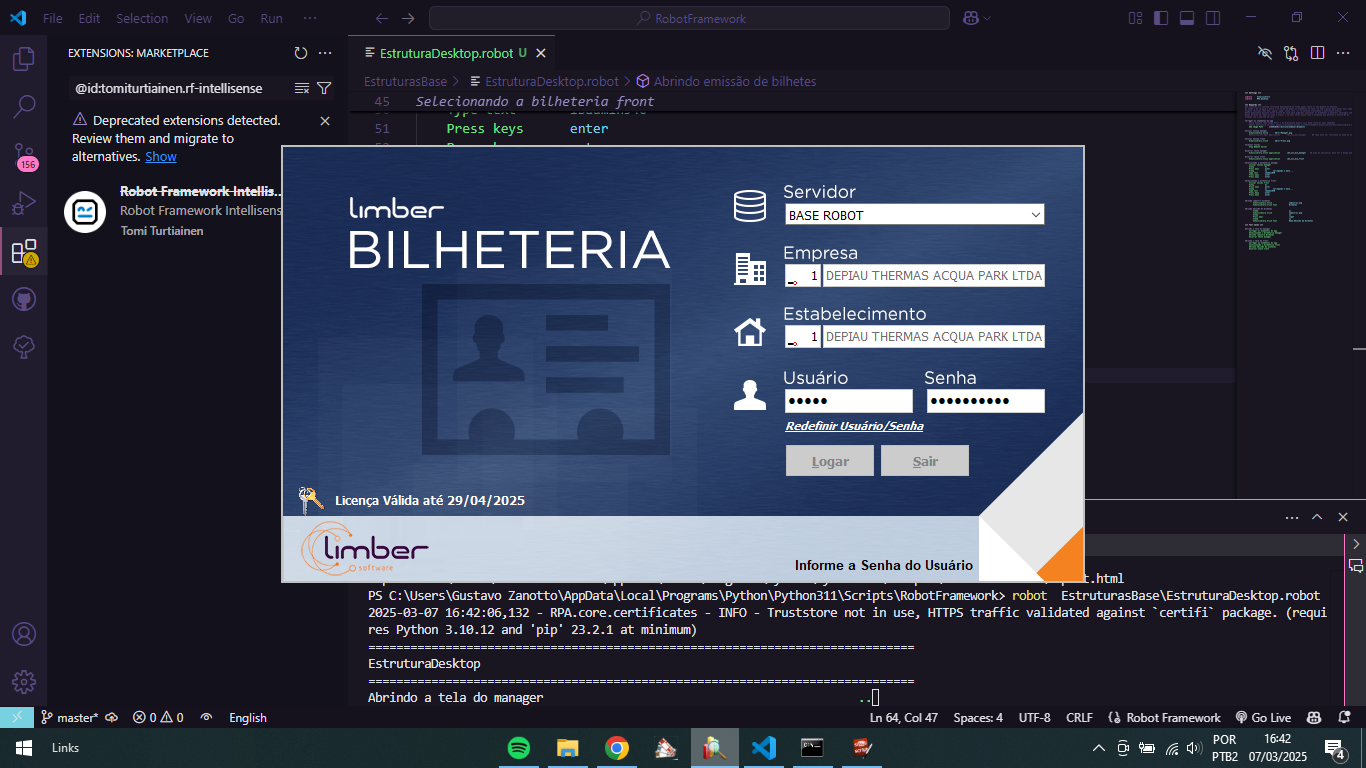 File Edit Selection View Go Run ···
RobotFramework
EXTENSIONS: MARKETPLACE
@id:tomiturtiainen.rf-intellisense
Deprecated extensions detected.
Review them and migrate to
alternatives. Show
156
Robot Framework Intellis...
Robot Framework Intellisens
Tomi Turtiainen
EstruturaDesktop.robot U
EstruturasBase > EstruturaDesktop.robot > Abrindo emissão de bilhetes
45 Selecionando a bilheteria front
51 Press keys enter
limber
BILHETERIA
Servidor
BASE ROBOT
Empresa
1 DEPIAU THERMAS ACQUA PARK LTDA
Estabelecimento
1 DEPIAU THERMAS ACQUA PARK LTDA
Usuário Senha
Redefinir Usuário/Senha
Logar Sair
Licença Válida até 29/04/2025
limber
software
Informe a Senha do Usuário
.html
PS C:\Users\Gustavo Zanotto\AppData\Local\Programs\Python\Python311\Scripts\RobotFramework> robot EstruturasBase\EstruturaDesktop.robot
2025-03-07 16:42:06,132 - RPA.core.certificates - INFO - Truststore not in use, HTTPS traffic validated against `certifi` package. (requi
res Python 3.10.12 and 'pip' 23.2.1 at minimum)
==============================================================================
EstruturaDesktop
==============================================================================
Abrindo a tela do manager ..
master* 0 0 English
Ln 64, Col 47 Spaces: 4 UTF-8 CRLF Robot Framework Go Live
Links
POR
PTB2
16:42
07/03/2025
4